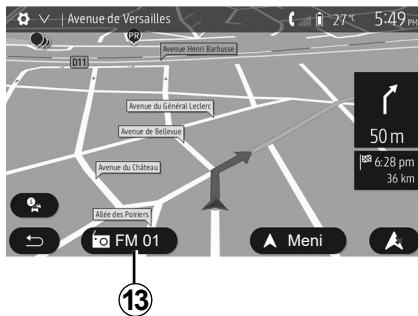 Avenue de Versailles
27 °C
5:49 PM
PR
Avenue Henri Barbusse
D11
50 m
Avenue du Général Leclerc
Avenue de Bellevue
6:28 pm
36 km
Avenue du Château
Allée des Poiriers
FM 01
Meni
13